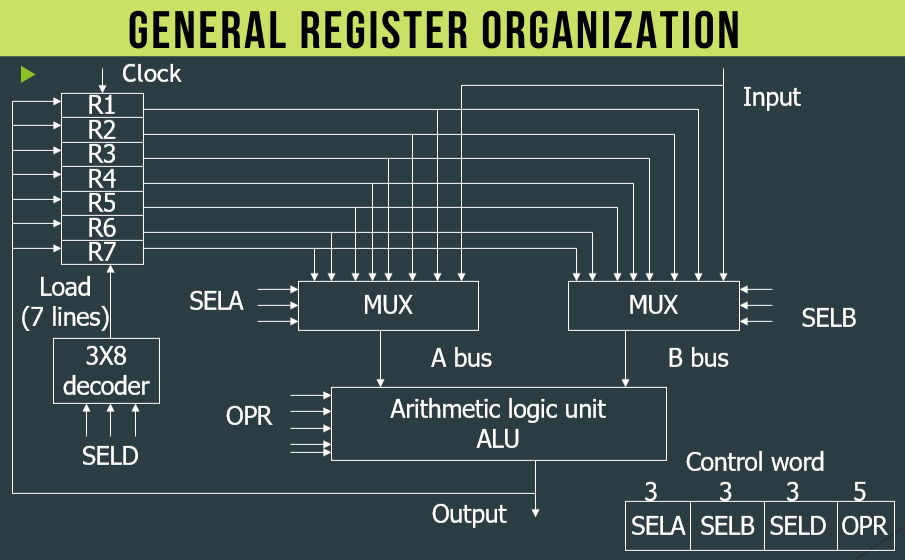 GENERAL REGISTER ORGANIZATION
Clock
Input
R1
R2
R3
R4
R5
R6
R7
Load
(7 lines)
SELA
MUX
MUX
SELB
3X8
decoder
A bus
B bus
OPR
Arithmetic logic unit
ALU
SELD
Control word
3 3 3 5
SELA SELB SELD OPR
Output